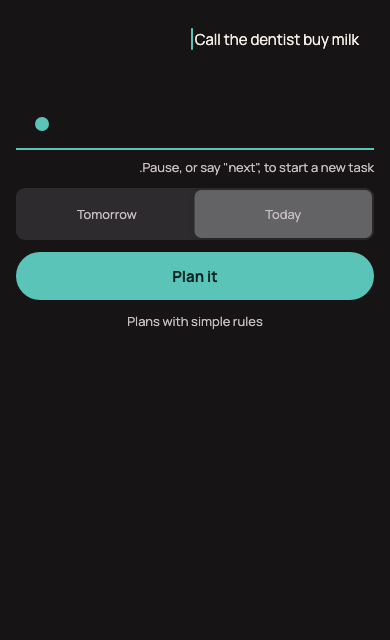 Call the dentist buy milk
.Pause, or say "next", to start a new task
Today
Tomorrow
Plan it
Plans with simple rules